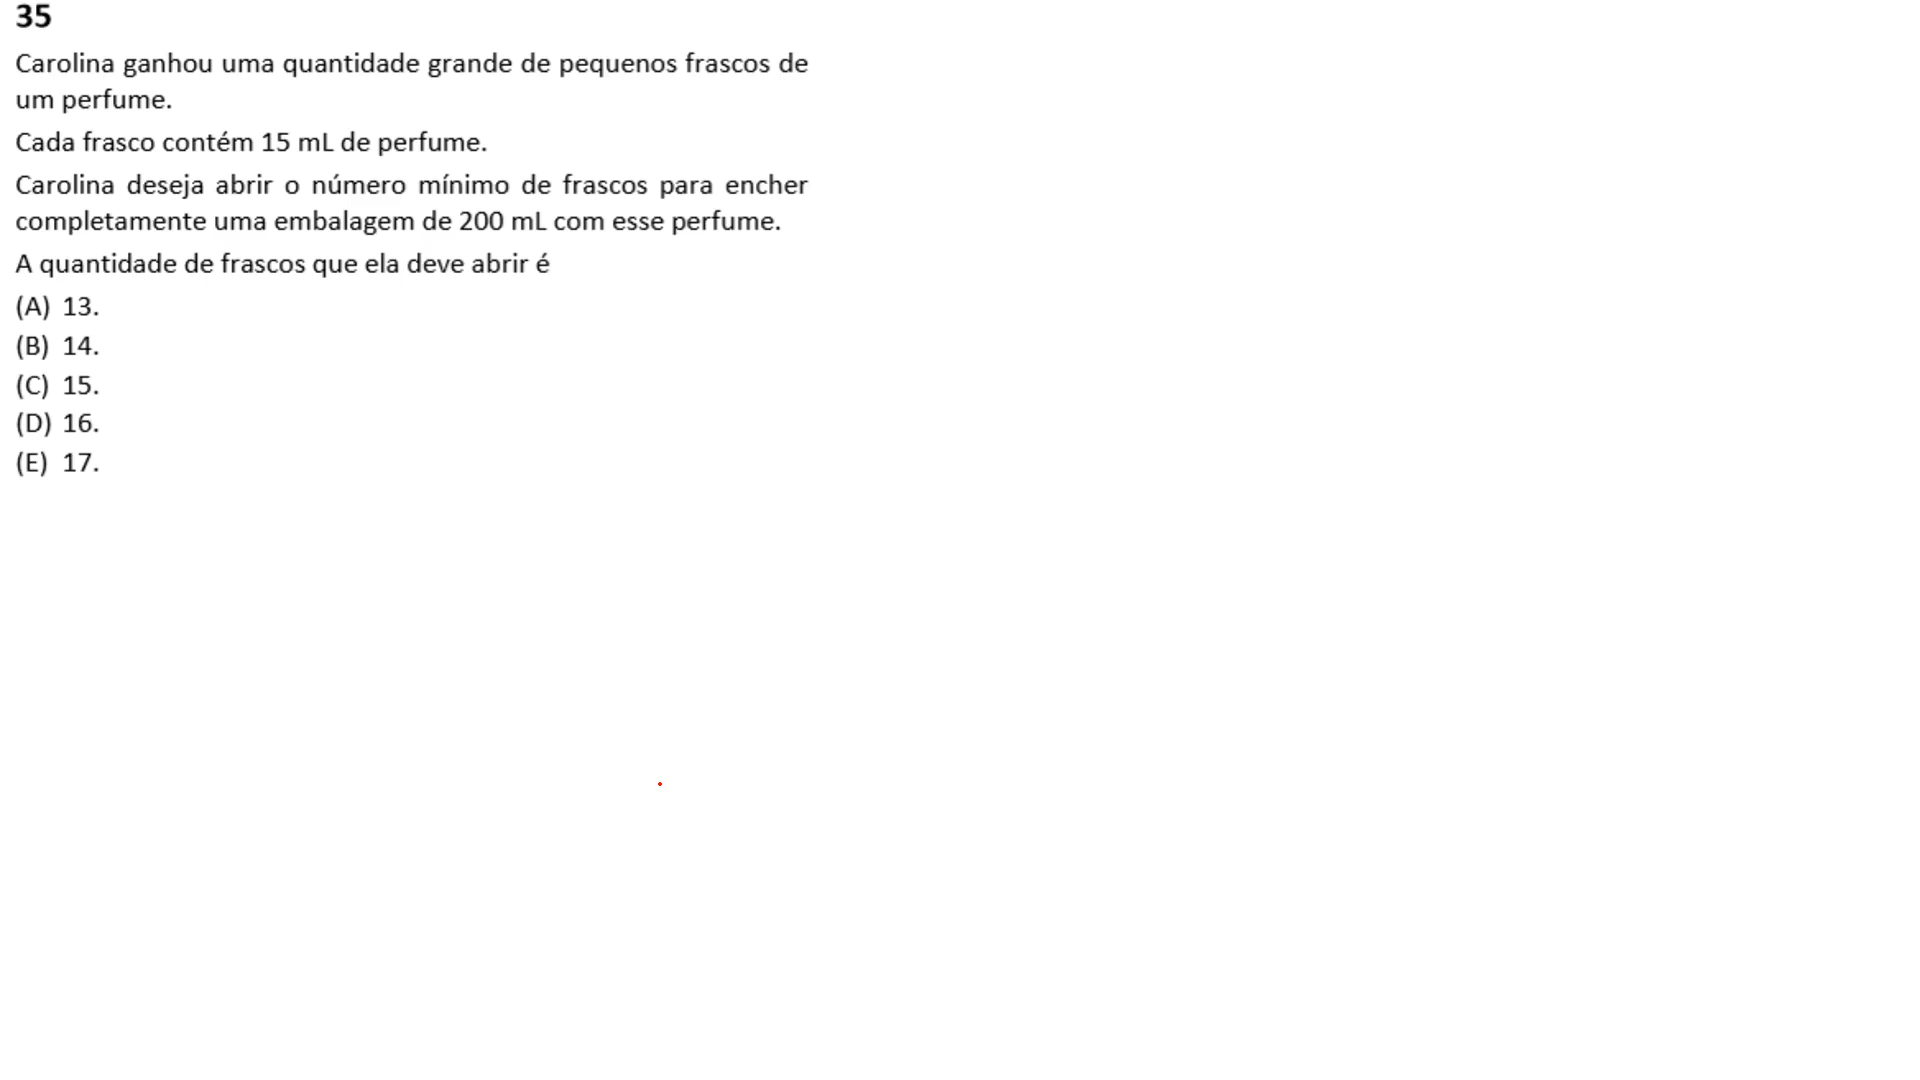 35
Carolina ganhou uma quantidade grande de pequenos frascos de
um perfume.
Cada frasco contém 15 mL de perfume.
Carolina deseja abrir o número mínimo de frascos para encher
completamente uma embalagem de 200 mL com esse perfume.
A quantidade de frascos que ela deve abrir é
(A) 13.
(B) 14.
(C) 15.
(D) 16.
(E) 17.